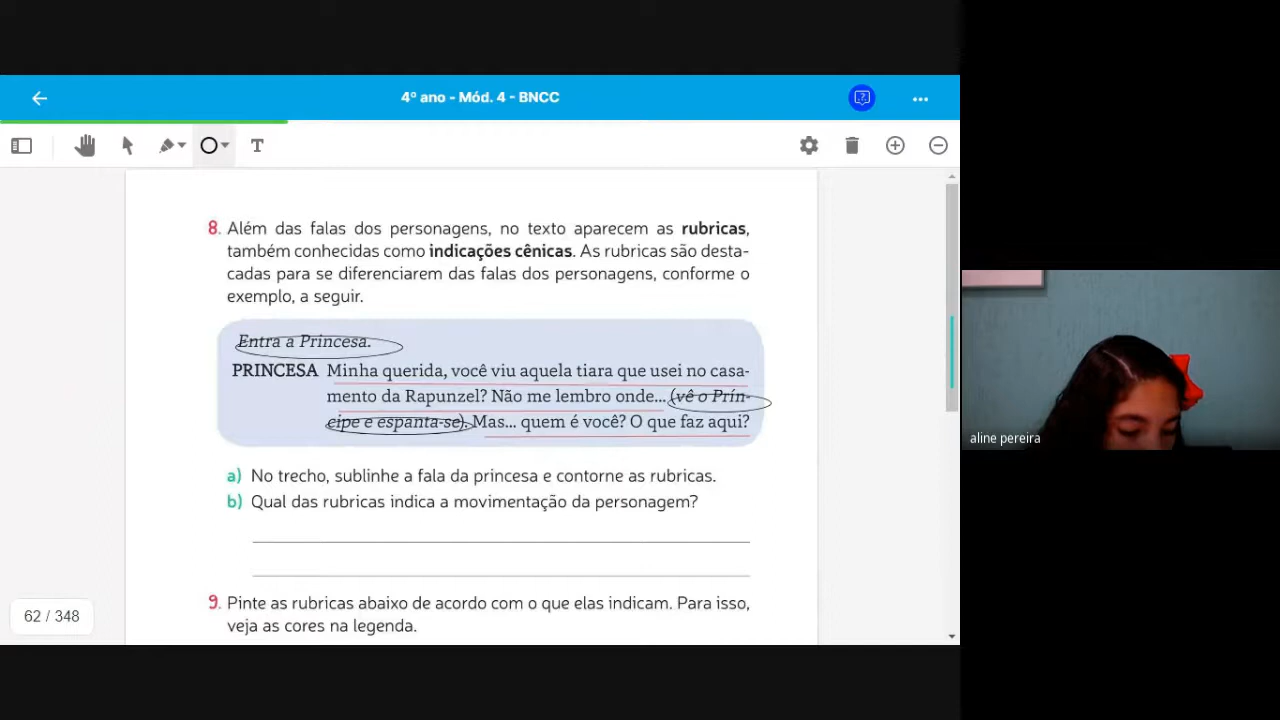 4º ano - Mód. 4 - BNCC
T
8. Além das falas dos personagens, no texto aparecem as rubricas,
também conhecidas como indicações cênicas. As rubricas são desta-
cadas para se diferenciarem das falas dos personagens, conforme o
exemplo, a seguir.
Entra a Princesa.
PRINCESA Minha querida, você viu aquela tiara que usei no casa-
mento da Rapunzel? Não me lembro onde... (vê o Prín-
cipe e espanta-se). Mas... quem é você? O que faz aqui?
a) No trecho, sublinhe a fala da princesa e contorne as rubricas.
b) Qual das rubricas indica a movimentação da personagem?
9. Pinte as rubricas abaixo de acordo com o que elas indicam. Para isso,
veja as cores na legenda.
62 / 348
aline pereira